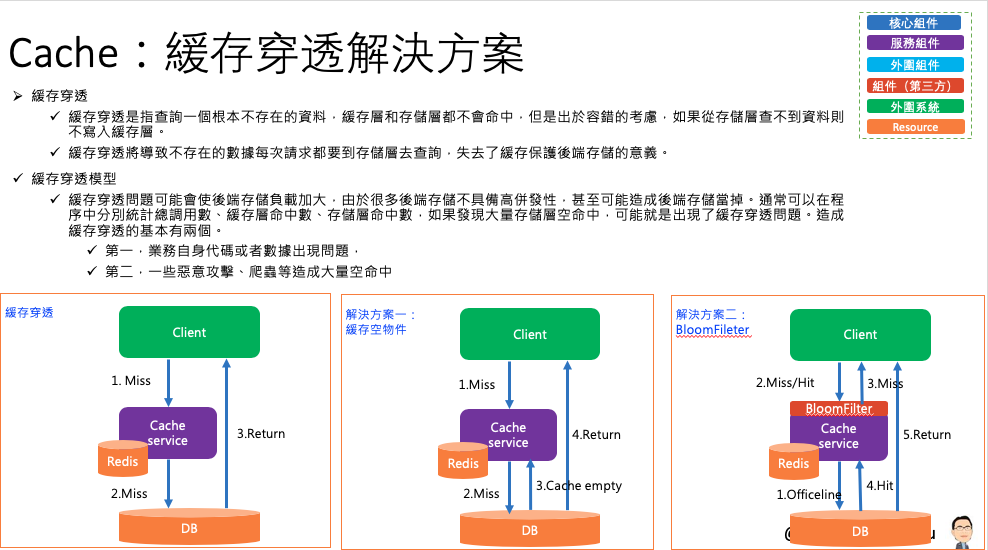 Cache：緩存穿透解決方案
核心組件
服務組件
外圍組件
組件（第三方）
外圍系統
Resource
緩存穿透
緩存穿透是指查詢一個根本不存在的資料，緩存層和存儲層都不會命中，但是出於容錯的考慮，如果從存儲層查不到資料則
不寫入緩存層。
緩存穿透將導致不存在的數據每次請求都要到存儲層去查詢，失去了緩存保護後端存儲的意義。
緩存穿透模型
緩存穿透問題可能會使後端存儲負載加大，由於很多後端存儲不具備高併發性，甚至可能造成後端存儲當掉。通常可以在程
序中分別統計總調用數、緩存層命中數、存儲層命中數，如果發現大量存儲層空命中，可能就是出現了緩存穿透問題。造成
緩存穿透的基本有兩個。
第一，業務自身代碼或者數據出現問題，
第二，一些惡意攻擊、爬蟲等造成大量空命中
緩存穿透
Client
1. Miss
Cache
service
Redis
3.Return
2.Miss
DB
解決方案一：
緩存空物件
Client
1.Miss
Cache
service
Redis
4.Return
3.Cache empty
2.Miss
DB
解決方案二：
BloomFileter
Client
2.Miss/Hit
3.Miss
BloomFilter
Cache
service
Redis
5.Return
4.Hit
1.Officeline
DB